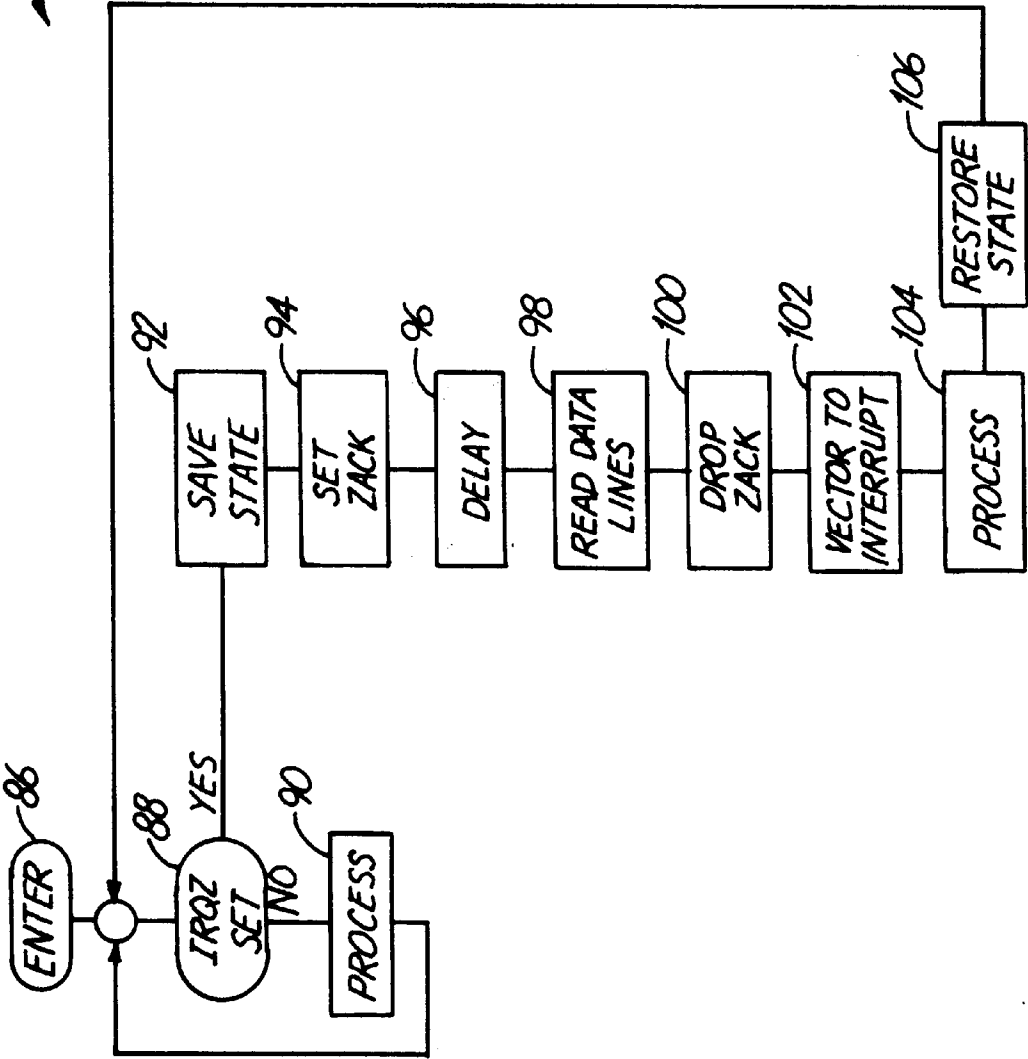 ENTER
86
IRQZ
SET
88
YES
NO
PROCESS
90
SAVE
STATE
92
SET
ZACK
94
DELAY
96
READ DATA
LINES
98
DROP
ZACK
100
VECTOR TO
INTERRUPT
102
PROCESS
104
RESTORE
STATE
106